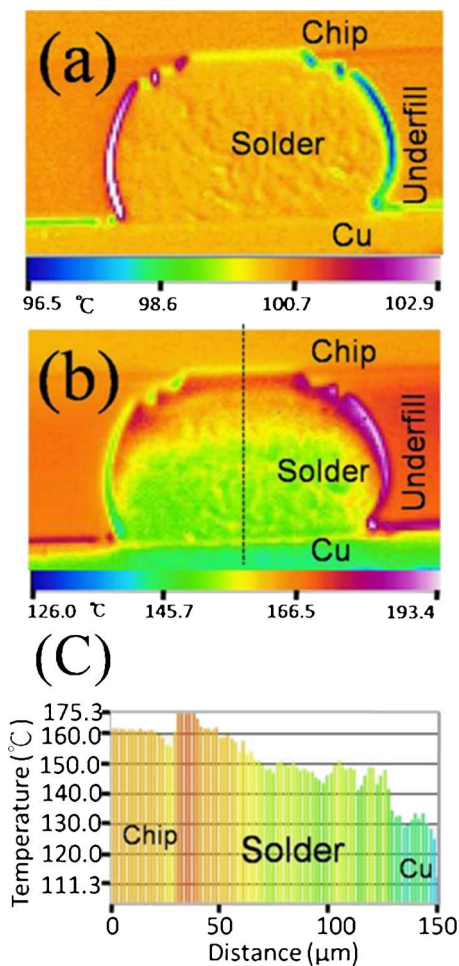 (a)
Chip
Solder
Underfill
Cu
96.5 ℃ 98.6 100.7 102.9
(b)
Chip
Solder
Underfill
Cu
126.0 ℃ 145.7 166.5 193.4
(C)
Temperature (℃)
175.3
160.0
150.0
140.0
130.0
120.0
111.3
Chip
Solder
Cu
0 50 100 150
Distance (μm)